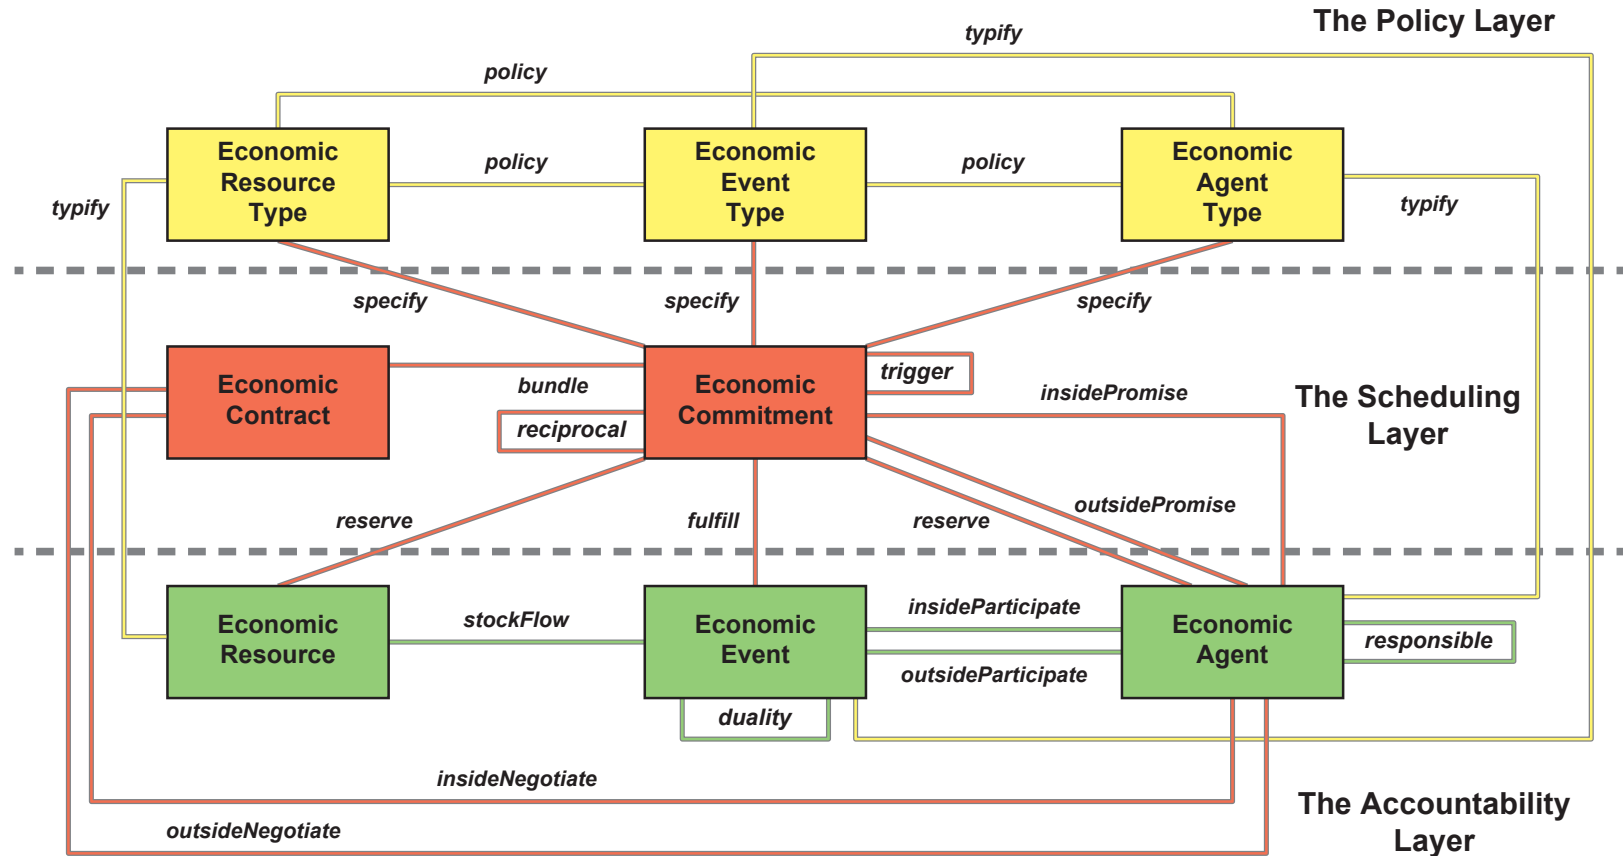 The Policy Layer
typify
policy
Economic
Resource
Type
policy
Economic
Event
Type
policy
Economic
Agent
Type
typify
typify
specify
specify
specify
Economic
Contract
bundle
reciprocal
Economic
Commitment
trigger
insidePromise
The Scheduling
Layer
reserve
fulfill
reserve
outsidePromise
Economic
Resource
stockFlow
Economic
Event
insideParticipate
outsideParticipate
Economic
Agent
responsible
duality
insideNegotiate
outsideNegotiate
The Accountability
Layer